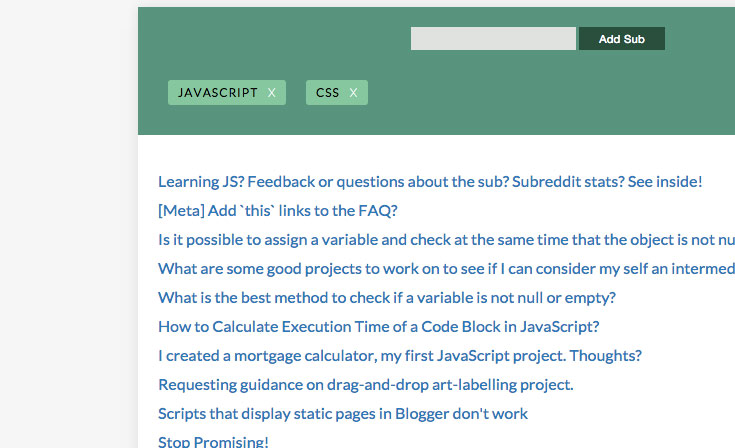 Add Sub
JAVASCRIPT X CSS X
Learning JS? Feedback or questions about the sub? Subreddit stats? See inside!
[Meta] Add `this` links to the FAQ?
Is it possible to assign a variable and check at the same time that the object is not nu
What are some good projects to work on to see if I can consider my self an intermed
What is the best method to check if a variable is not null or empty?
How to Calculate Execution Time of a Code Block in JavaScript?
I created a mortgage calculator, my first JavaScript project. Thoughts?
Requesting guidance on drag-and-drop art-labelling project.
Scripts that display static pages in Blogger don't work
Stop Promising!